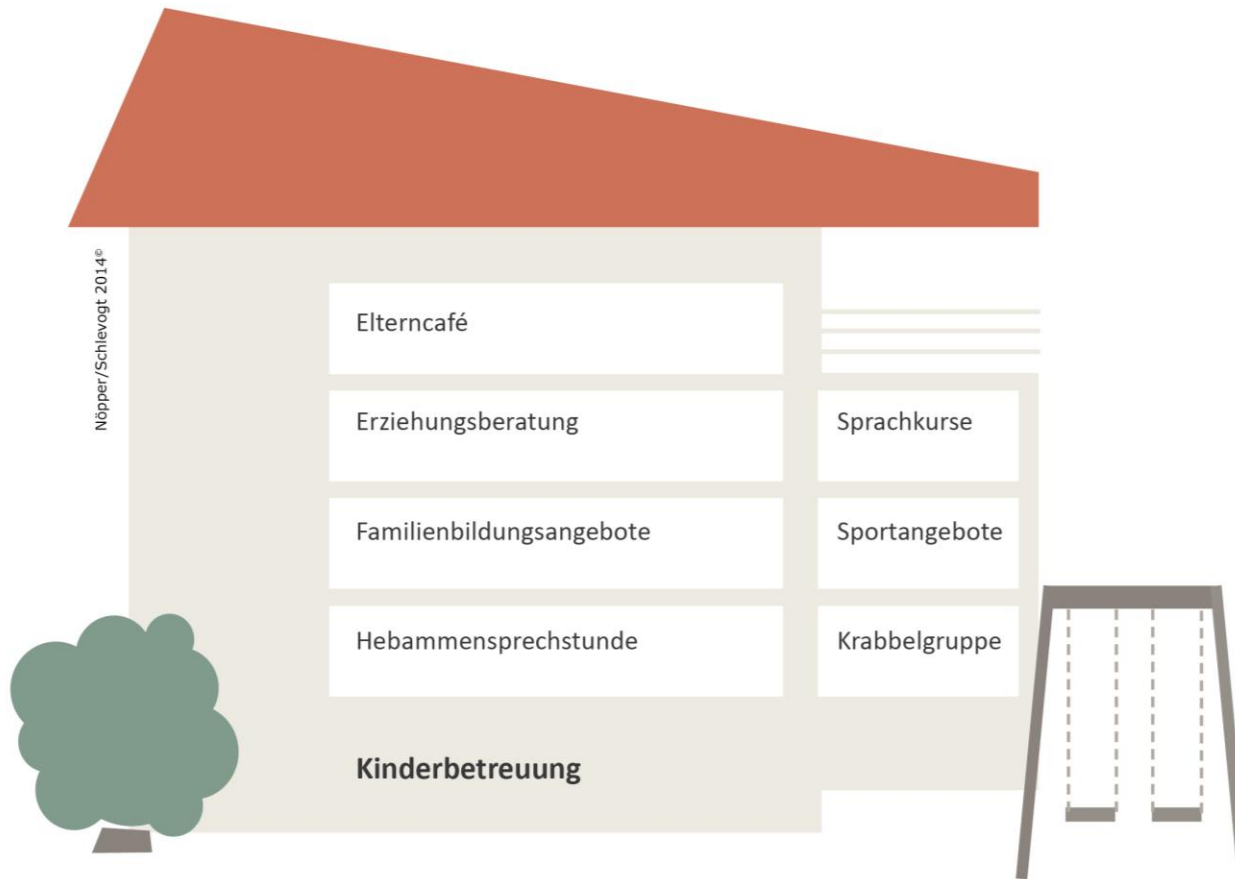 Nöpper/Schlevogt 2014©
Elterncafé
Erziehungsberatung
Sprachkurse
Familienbildungsangebote
Sportangebote
Hebammensprechstunde
Krabbelgruppe
Kinderbetreuung